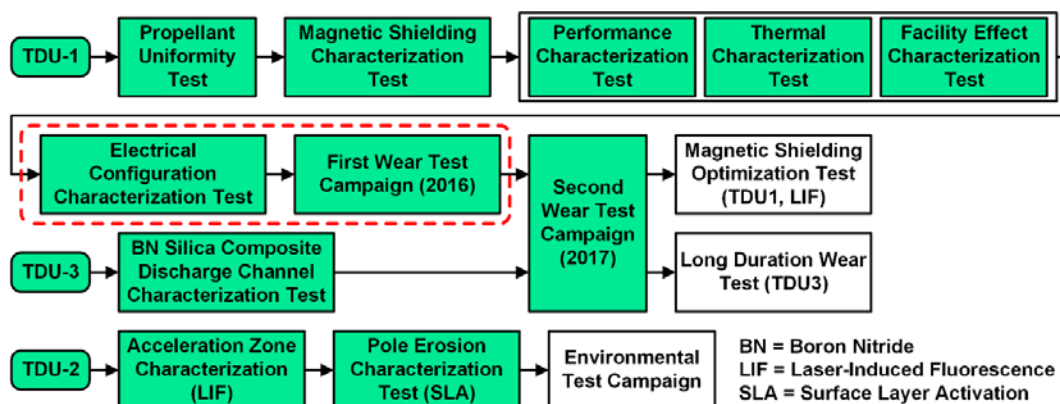 TDU-1
Propellant
Uniformity
Test
Magnetic Shielding
Characterization
Test
Performance
Characterization
Test
Thermal
Characterization
Test
Facility Effect
Characterization
Test
Electrical
Configuration
Characterization Test
First Wear Test
Campaign (2016)
Second
Wear Test
Campaign
(2017)
Magnetic Shielding
Optimization Test
(TDU1, LIF)
TDU-3
BN Silica Composite
Discharge Channel
Characterization Test
Long Duration Wear
Test (TDU3)
TDU-2
Acceleration Zone
Characterization
(LIF)
Pole Erosion
Characterization
Test (SLA)
Environmental
Test Campaign
BN = Boron Nitride
LIF = Laser-Induced Fluorescence
SLA = Surface Layer Activation